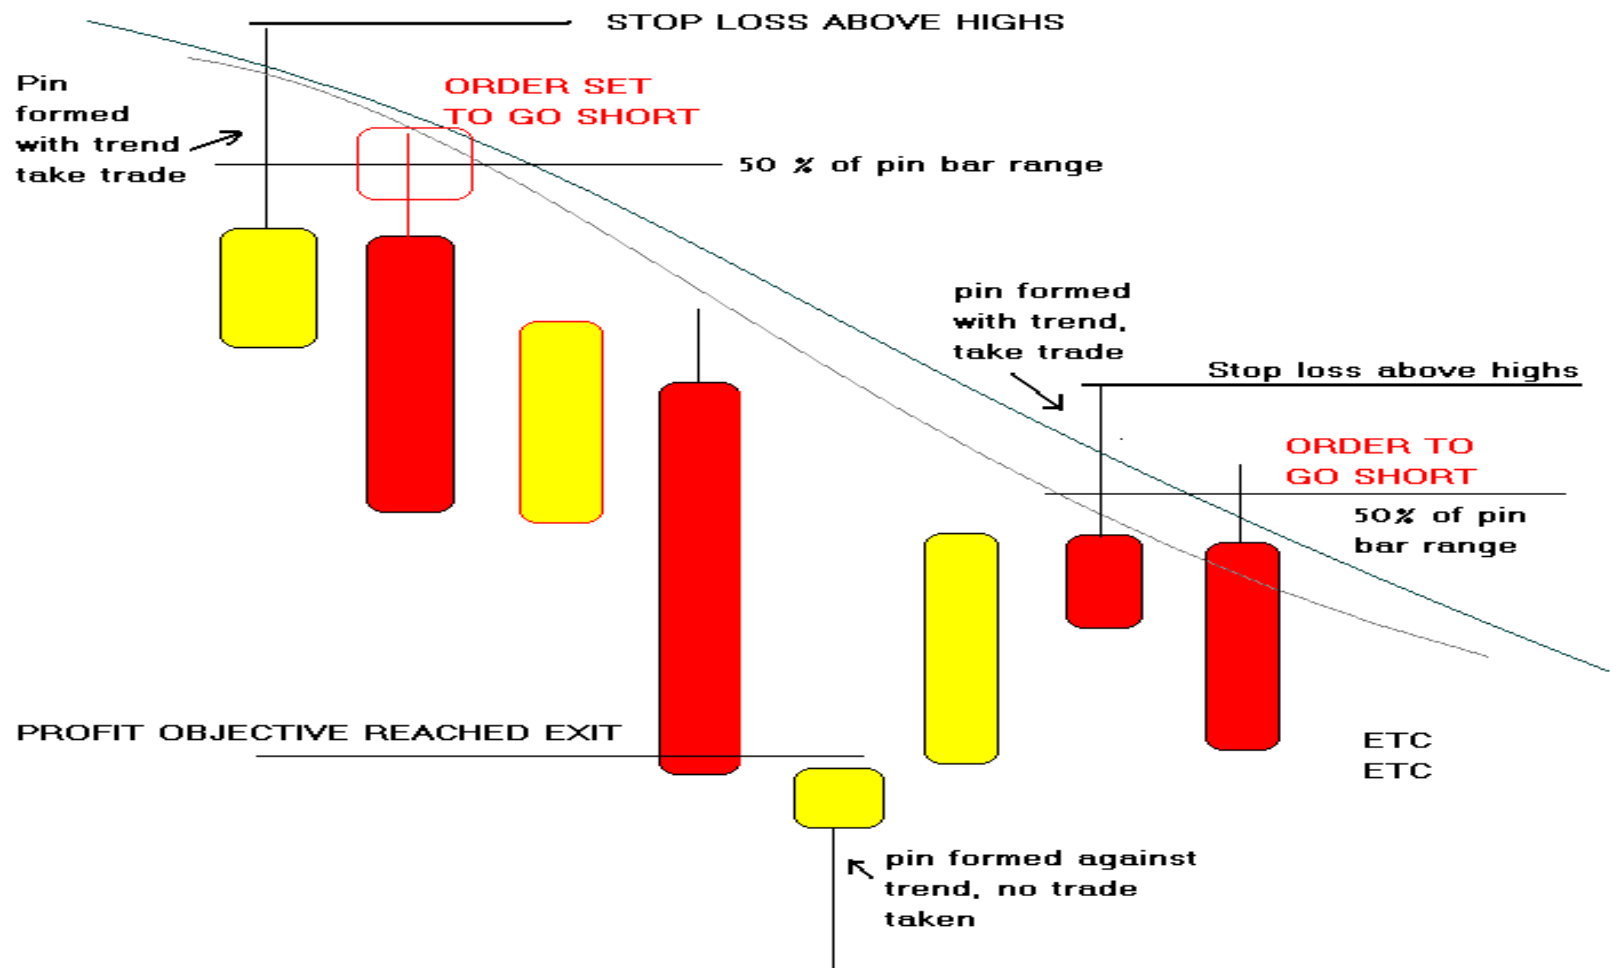 STOP LOSS ABOVE HIGHS
Pin
formed
with trend
take trade
ORDER SET
TO GO SHORT
50 % of pin bar range
pin formed
with trend,
take trade
Stop loss above highs
ORDER TO
GO SHORT
50% of pin
bar range
PROFIT OBJECTIVE REACHED EXIT
ETC
ETC
pin formed against
trend, no trade
taken